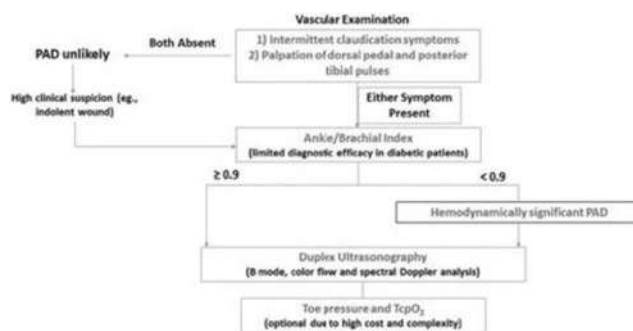 Vascular Examination
1) Intermittent claudication symptoms
2) Palpation of dorsal pedal and posterior
tibial pulses
Both Absent
PAD unlikely
High clinical suspicion (eg.,
indolent wound)
Either Symptom
Present
Ankle/Brachial Index
(limited diagnostic efficacy in diabetic patients)
≥ 0.9
< 0.9
Hemodynamically significant PAD
Duplex Ultrasonography
(B mode, color flow and spectral Doppler analysis)
Toe pressure and TcpO₂
(optional due to high cost and complexity)